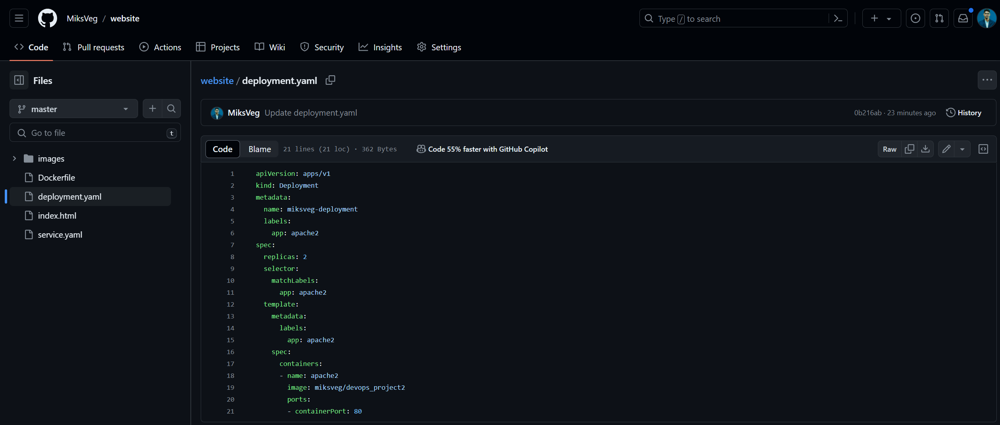 MiksVeg / website
Type / to search
Code Pull requests Actions Projects Wiki Security Insights Settings
Files
master
Go to file t
images
Dockerfile
deployment.yaml
index.html
service.yaml
website / deployment.yaml
MiksVeg Update deployment.yaml
0b216ab · 23 minutes ago History
Code Blame 21 lines (21 loc) · 362 Bytes Code 55% faster with GitHub Copilot Raw
1 apiVersion: apps/v1
2 kind: Deployment
3 metadata:
4   name: miksveg-deployment
5   labels:
6     app: apache2
7 spec:
8   replicas: 2
9   selector:
10     matchLabels:
11       app: apache2
12   template:
13     metadata:
14       labels:
15         app: apache2
16     spec:
17       containers:
18       - name: apache2
19         image: miksveg/devops_project2
20         ports:
21         - containerPort: 80